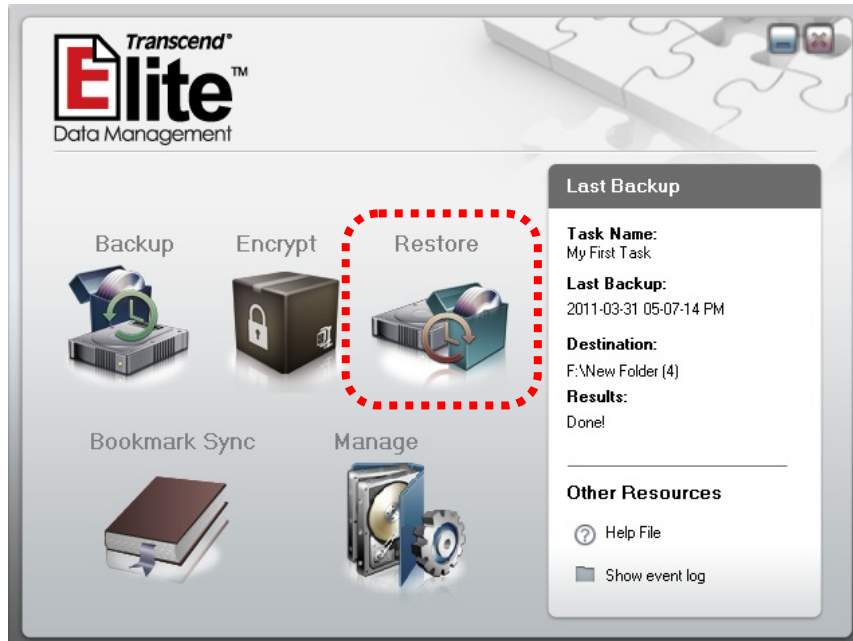 Transcend®
Elite™
Data Management
Last Backup
Backup
Encrypt
Restore
Task Name:
My First Task
Last Backup:
2011-03-31 05-07-14 PM
Destination:
F:\New Folder (4)
Results:
Done!
Bookmark Sync
Manage
Other Resources
Help File
Show event log